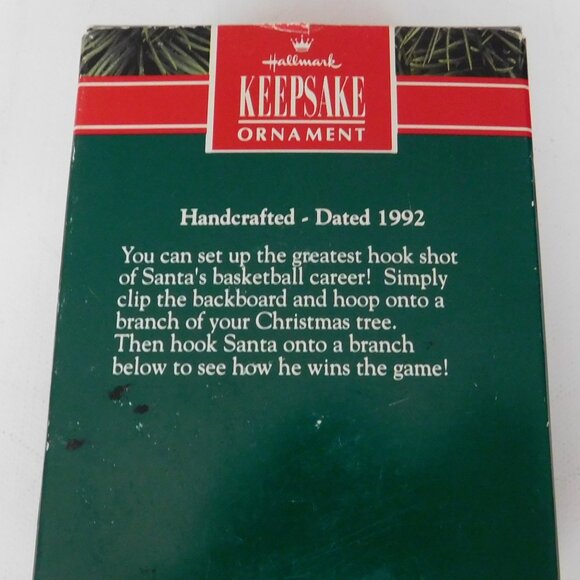 Hallmark
KEEPSAKE
ORNAMENT
Handcrafted - Dated 1992
You can set up the greatest hook shot
of Santa's basketball career! Simply
clip the backboard and hoop onto a
branch of your Christmas tree.
Then hook Santa onto a branch
below to see how he wins the game!